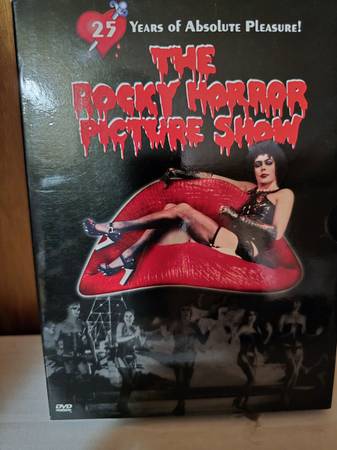 25 Years of Absolute Pleasure!
THE
ROCKY HORROR
PICTURE SHOW
DVD